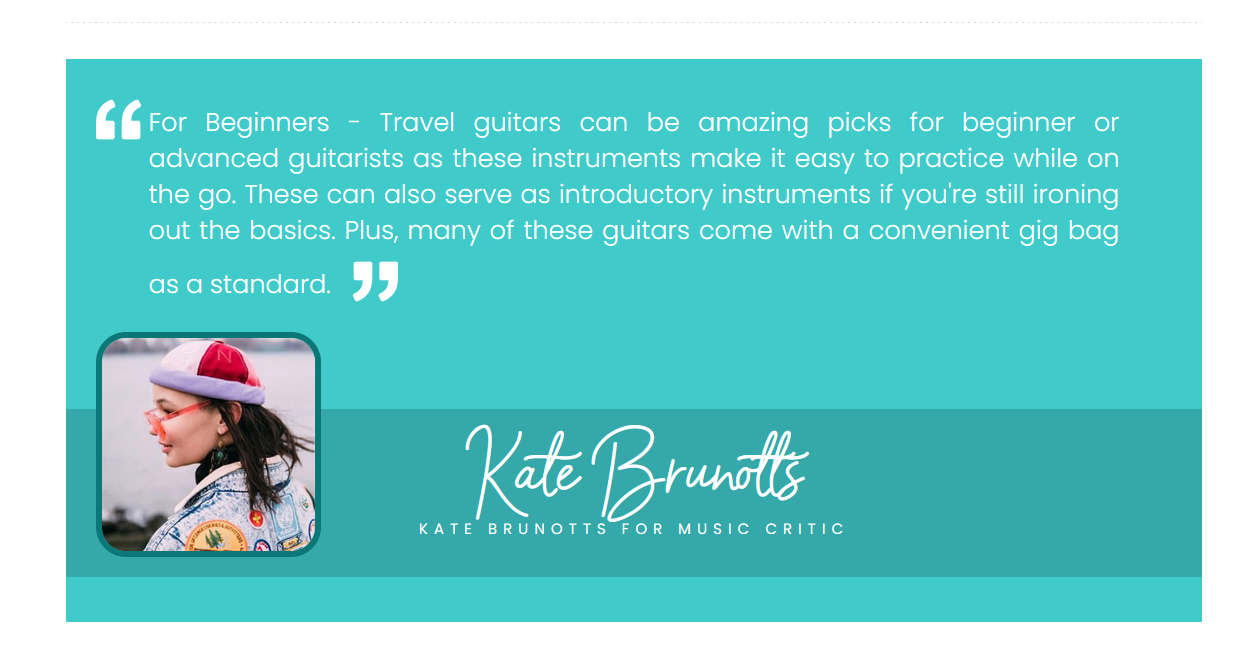 “ For Beginners - Travel guitars can be amazing picks for beginner or
advanced guitarists as these instruments make it easy to practice while on
the go. These can also serve as introductory instruments if you're still ironing
out the basics. Plus, many of these guitars come with a convenient gig bag
as a standard. ”
Kate Brunotts
KATE BRUNOTTS FOR MUSIC CRITIC